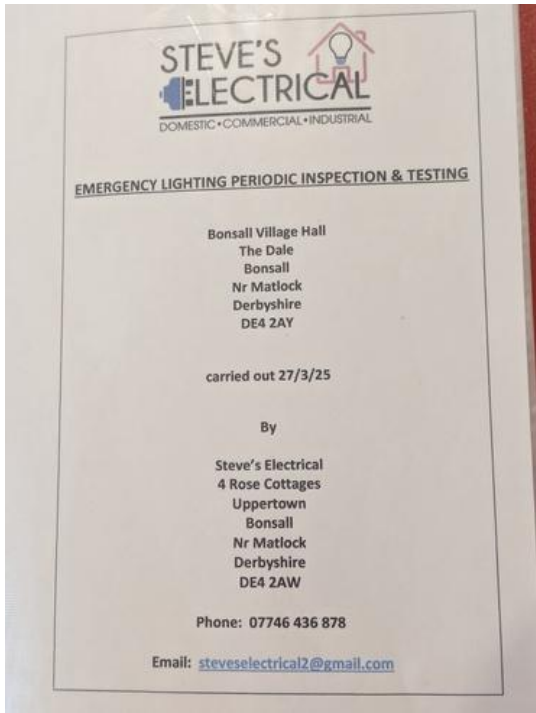 STEVE'S
ELECTRICAL
DOMESTIC•COMMERCIAL•INDUSTRIAL
EMERGENCY LIGHTING PERIODIC INSPECTION & TESTING
Bonsall Village Hall
The Dale
Bonsall
Nr Matlock
Derbyshire
DE4 2AY
carried out 27/3/25
By
Steve's Electrical
4 Rose Cottages
Uppertown
Bonsall
Nr Matlock
Derbyshire
DE4 2AW
Phone: 07746 436 878
Email: steveselectrical2@gmail.com